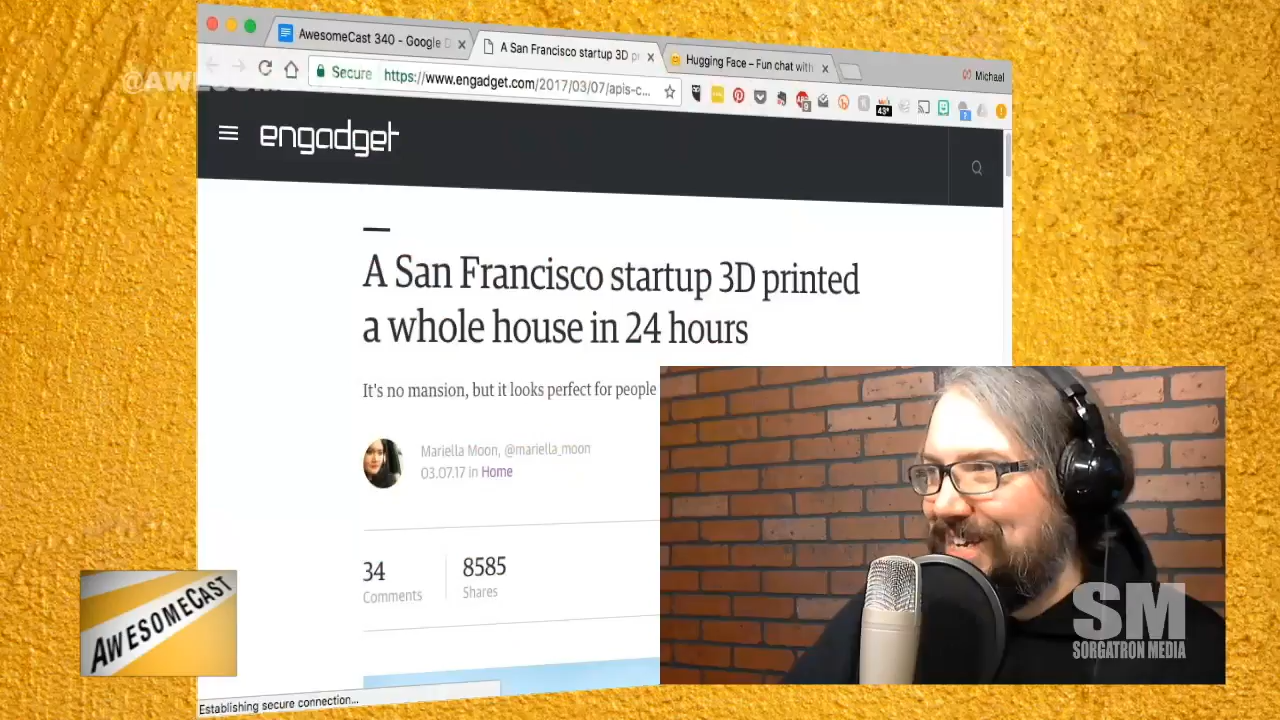 AwesomeCast 340 - Google D
A San Francisco startup 3D pr
Hugging Face – Fun chat with
Michael
Secure
https://www.engadget.com/2017/03/07/apis-c...
43°
engadget
A San Francisco startup 3D printed
a whole house in 24 hours
It's no mansion, but it looks perfect for people
Mariella Moon, @mariella_moon
03.07.17 in Home
34
Comments
8585
Shares
AWESOMECAST
SM
SORGATRON MEDIA
Establishing secure connection...